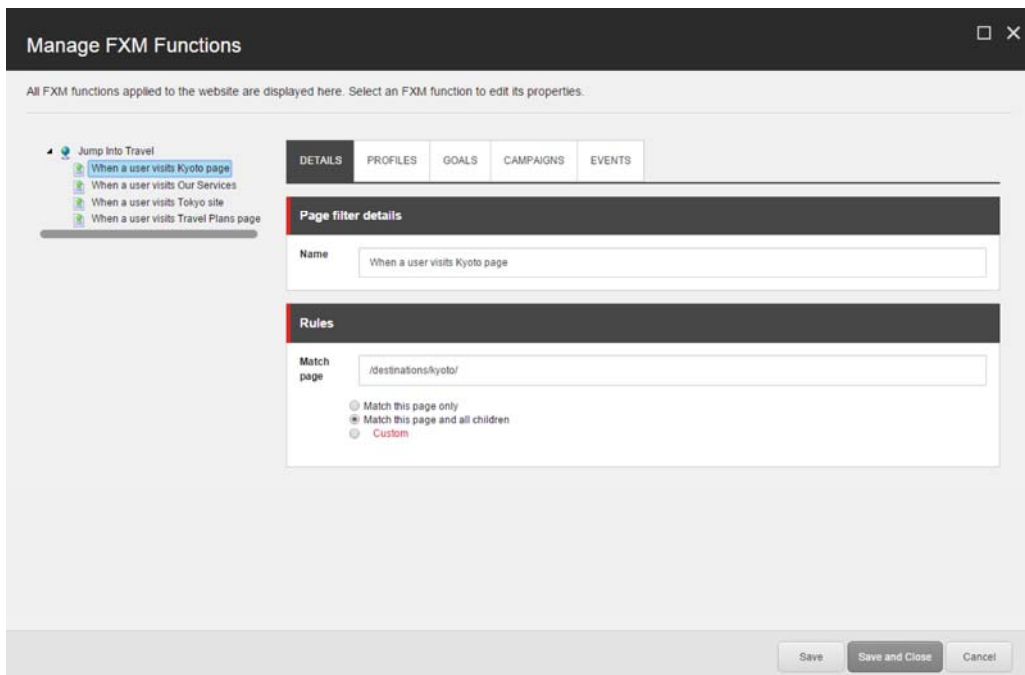 Manage FXM Functions
All FXM functions applied to the website are displayed here. Select an FXM function to edit its properties.
Jump Into Travel
When a user visits Kyoto page
When a user visits Our Services
When a user visits Tokyo site
When a user visits Travel Plans page
DETAILS PROFILES GOALS CAMPAIGNS EVENTS
Page filter details
Name
When a user visits Kyoto page
Rules
Match
page
/destinations/kyoto/
Match this page only
Match this page and all children
Custom
Save Save and Close Cancel